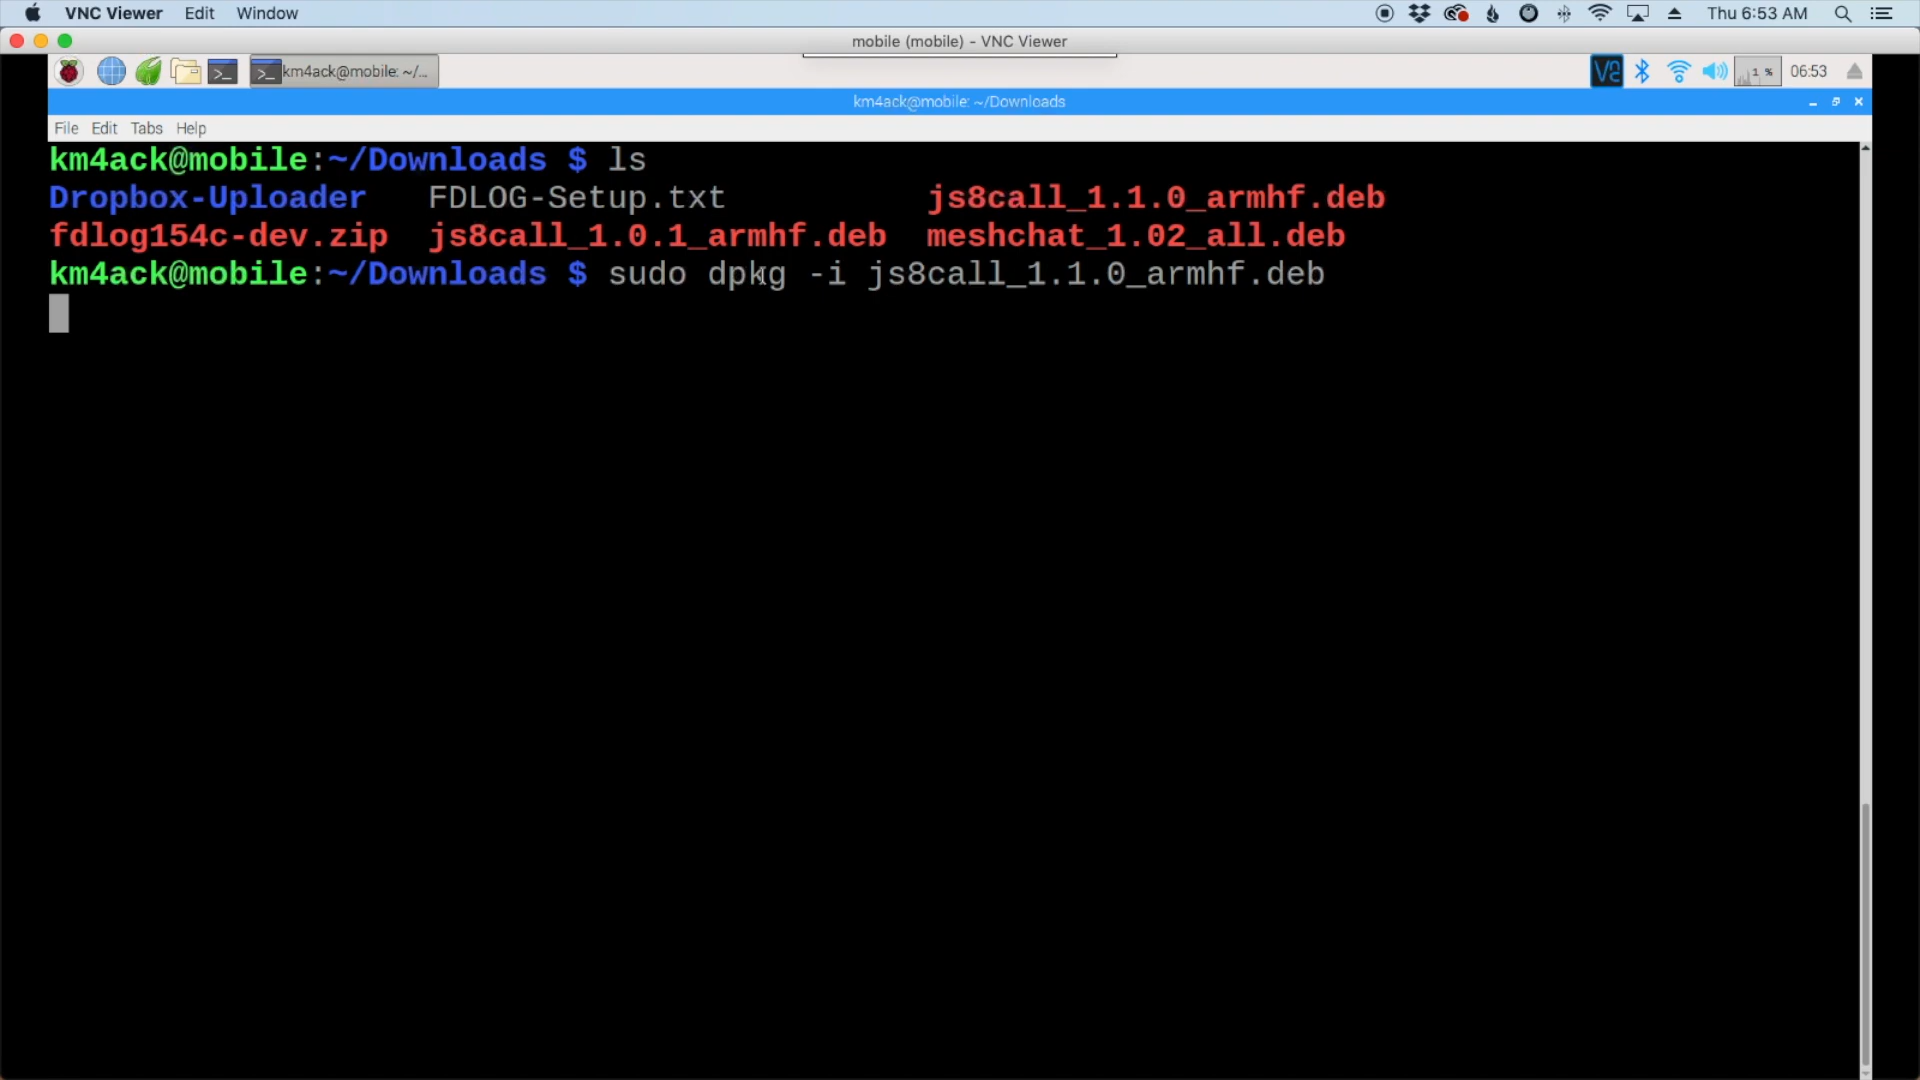 VNC Viewer Edit Window Thu 6:53 AM
mobile (mobile) - VNC Viewer
km4ack@mobile: ~/... V2 1 % 06:53
km4ack@mobile: ~/Downloads
File Edit Tabs Help
km4ack@mobile:~/Downloads $ ls
Dropbox-Uploader FDLOG-Setup.txt js8call_1.1.0_armhf.deb
fdlog154c-dev.zip js8call_1.0.1_armhf.deb meshchat_1.02_all.deb
km4ack@mobile:~/Downloads $ sudo dpkg -i js8call_1.1.0_armhf.deb